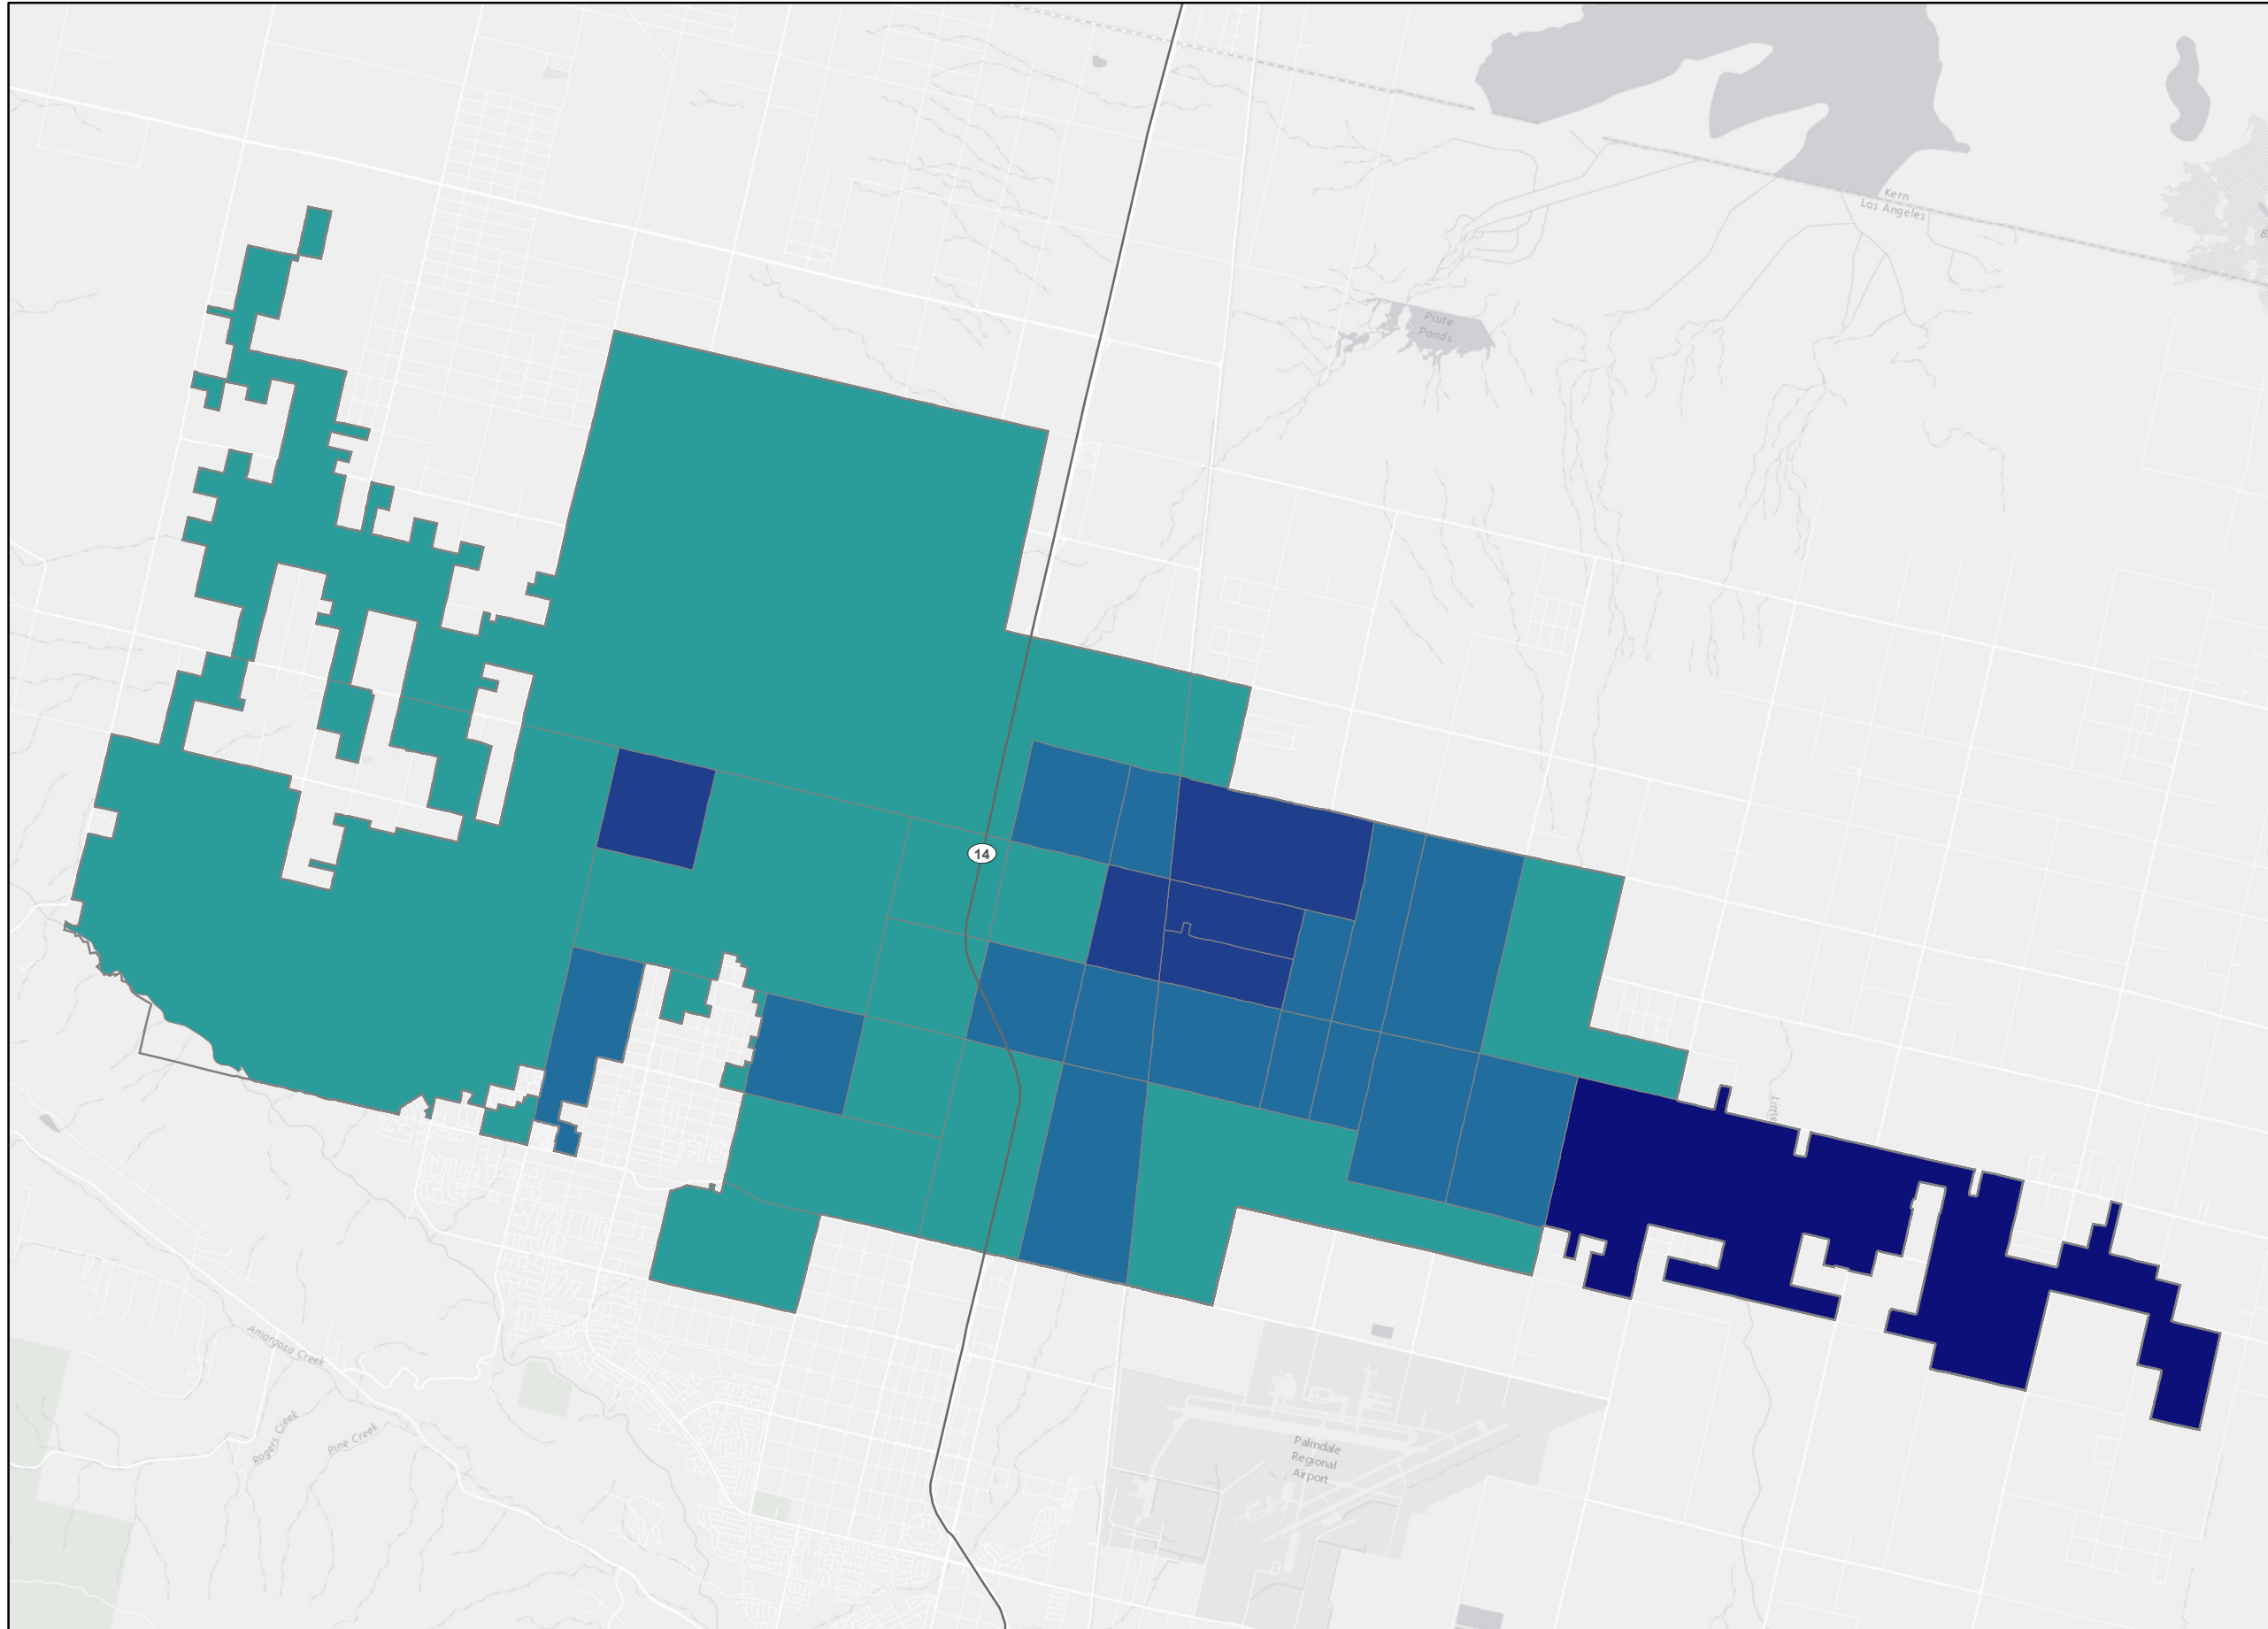 Kern
Los Angeles
Piute
Ponds
14
Amargosa Creek
Rogers Creek
Pine Creek
Palmdale
Regional
Airport